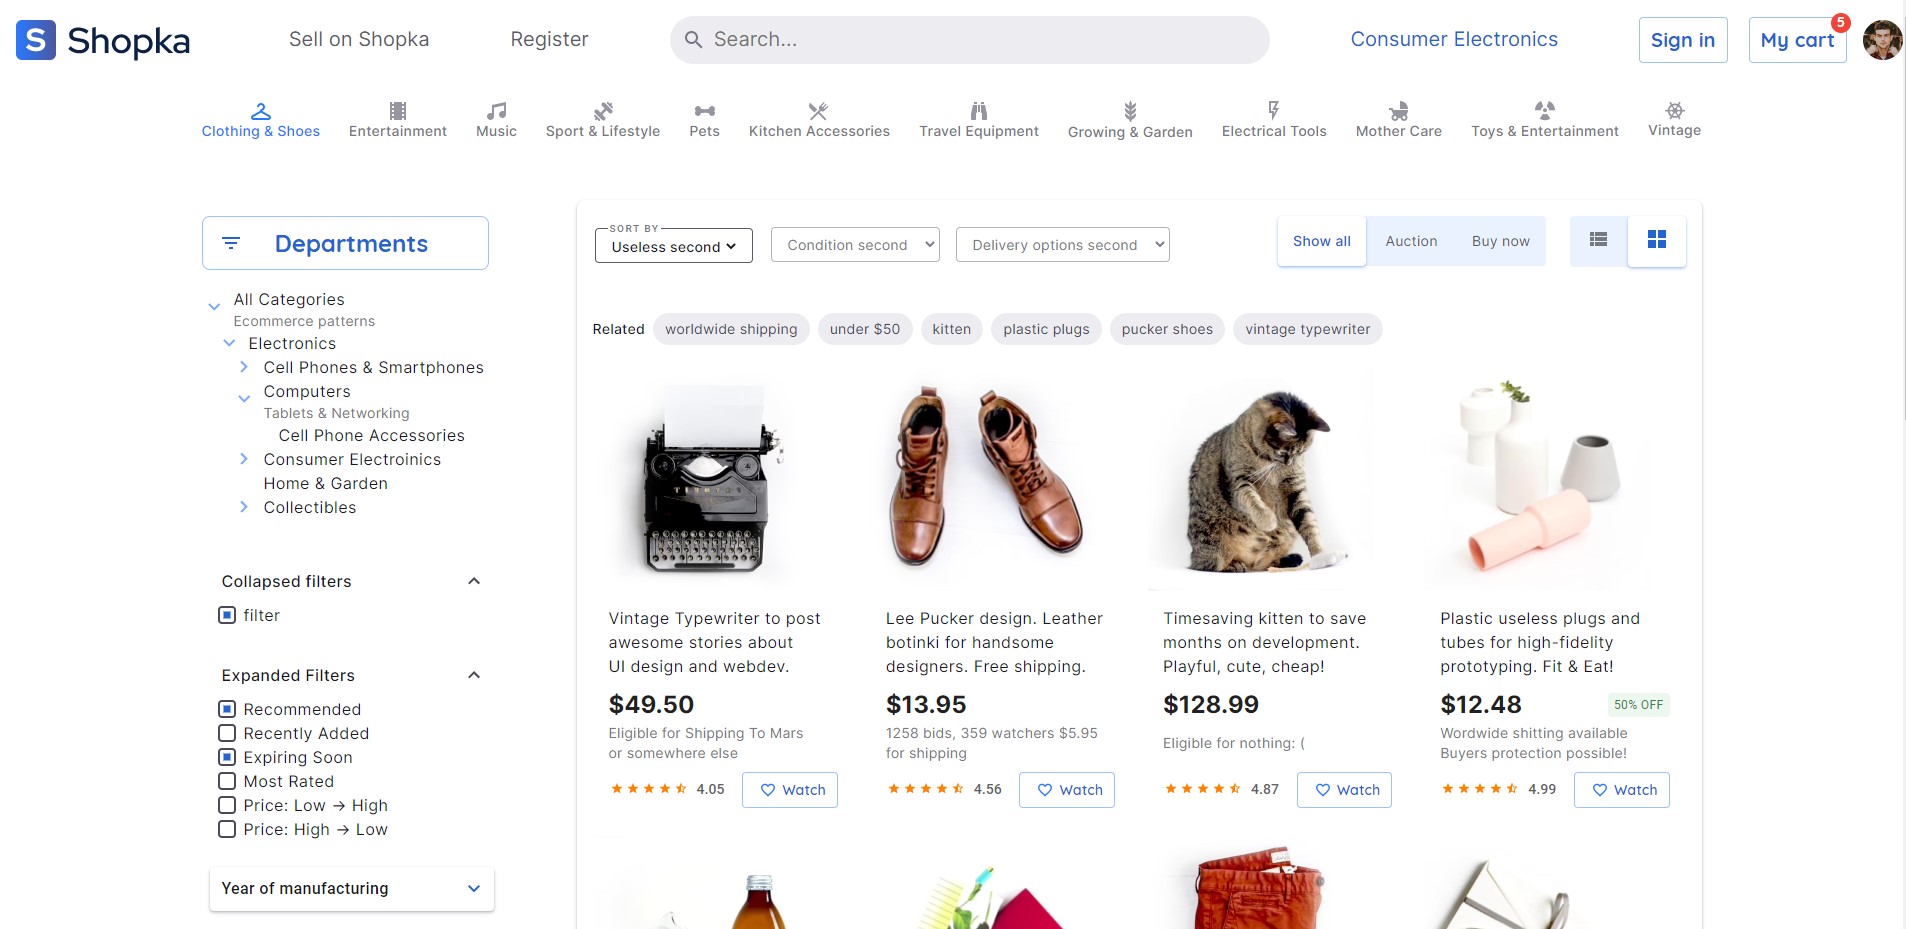 S Shopka
Sell on Shopka
Register
Search...
Consumer Electronics
Sign in
My cart
5
Clothing & Shoes
Entertainment
Music
Sport & Lifestyle
Pets
Kitchen Accessories
Travel Equipment
Growing & Garden
Electrical Tools
Mother Care
Toys & Entertainment
Vintage
Departments
All Categories
Ecommerce patterns
Electronics
Cell Phones & Smartphones
Computers
Tablets & Networking
Cell Phone Accessories
Consumer Electroinics
Home & Garden
Collectibles
Collapsed filters
filter
Expanded Filters
Recommended
Recently Added
Expiring Soon
Most Rated
Price: Low → High
Price: High → Low
Year of manufacturing
SORT BY
Useless second
Condition second
Delivery options second
Show all
Auction
Buy now
Related
worldwide shipping
under $50
kitten
plastic plugs
pucker shoes
vintage typewriter
Vintage Typewriter to post
awesome stories about
UI design and webdev.
$49.50
Eligible for Shipping To Mars
or somewhere else
4.05
Watch
Lee Pucker design. Leather
botinki for handsome
designers. Free shipping.
$13.95
1258 bids, 359 watchers $5.95
for shipping
4.56
Watch
Timesaving kitten to save
months on development.
Playful, cute, cheap!
$128.99
Eligible for nothing: (
4.87
Watch
Plastic useless plugs and
tubes for high-fidelity
prototyping. Fit & Eat!
$12.48
50% OFF
Wordwide shitting available
Buyers protection possible!
4.99
Watch